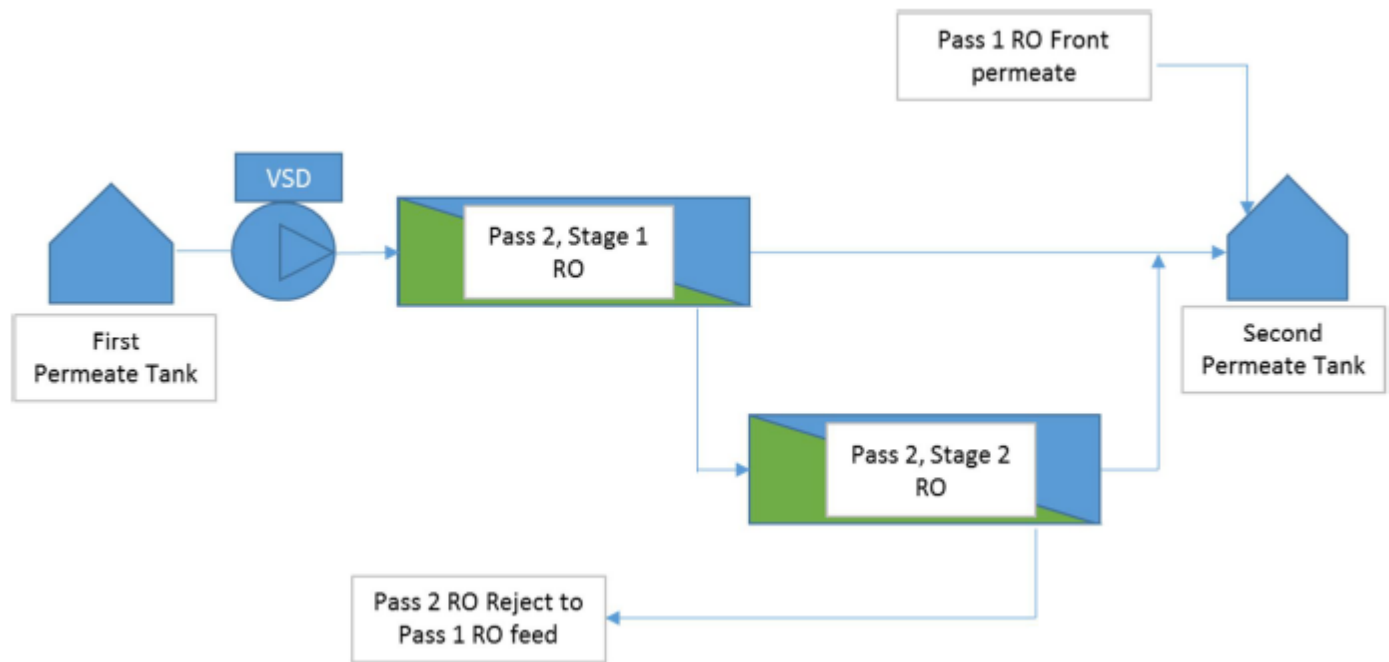 Pass 1 RO Front
permeate
VSD
Pass 2, Stage 1
RO
First
Permeate Tank
Second
Permeate Tank
Pass 2, Stage 2
RO
Pass 2 RO Reject to
Pass 1 RO feed